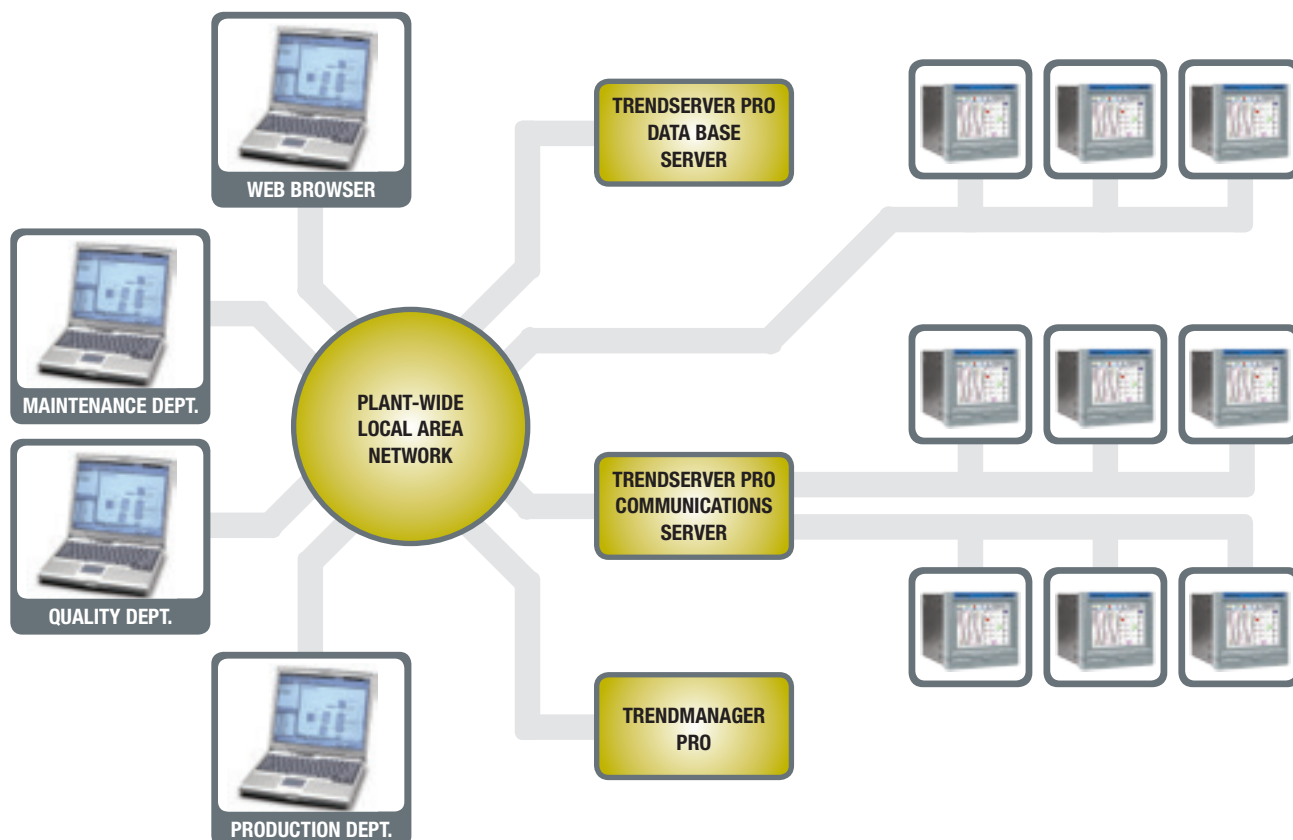 WEB BROWSER
MAINTENANCE DEPT.
QUALITY DEPT.
PRODUCTION DEPT.
PLANT-WIDE
LOCAL AREA
NETWORK
TRENDSERVER PRO
DATA BASE
SERVER
TRENDSERVER PRO
COMMUNICATIONS
SERVER
TRENDMANAGER
PRO